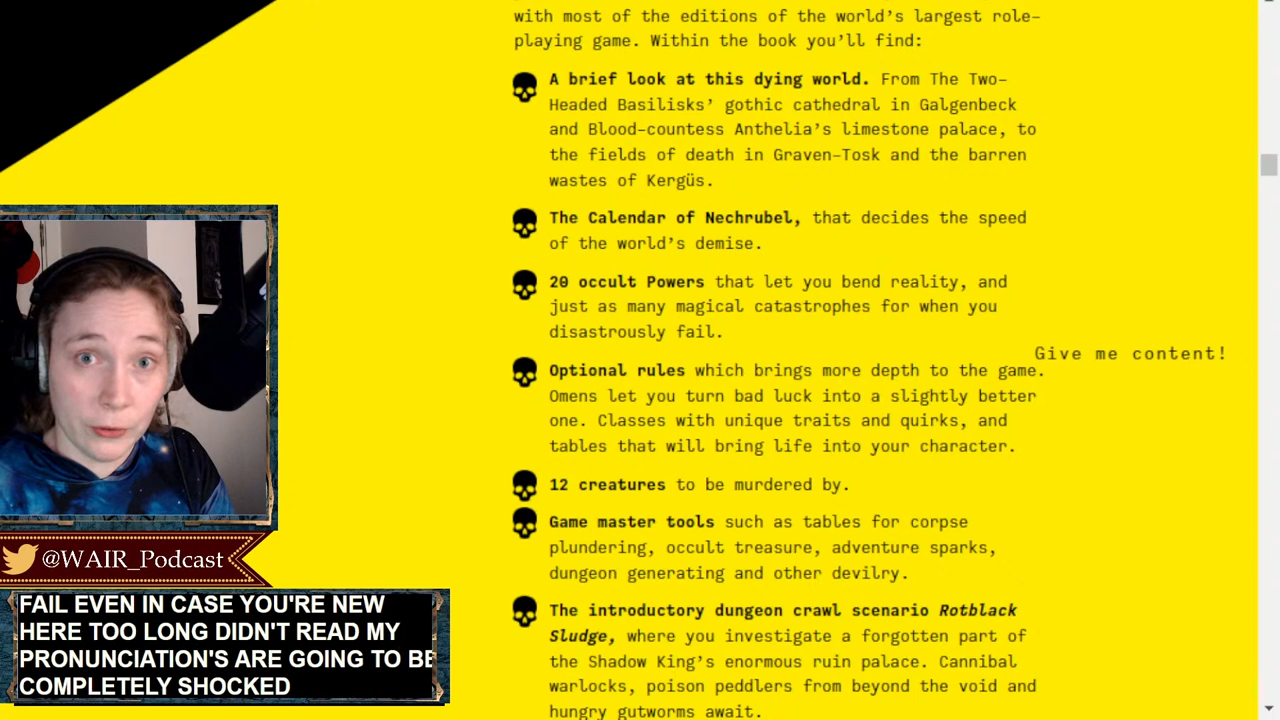 with most of the editions of the world's largest role-
playing game. Within the book you'll find:
A brief look at this dying world. From The Two-
Headed Basilisks' gothic cathedral in Galgenbeck
and Blood-countess Anthelia's limestone palace, to
the fields of death in Graven-Tosk and the barren
wastes of Kergüs.
The Calendar of Nechrubel, that decides the speed
of the world's demise.
20 occult Powers that let you bend reality, and
just as many magical catastrophes for when you
disastrously fail.
Give me content!
Optional rules which brings more depth to the game.
Omens let you turn bad luck into a slightly better
one. Classes with unique traits and quirks, and
tables that will bring life into your character.
12 creatures to be murdered by.
Game master tools such as tables for corpse
plundering, occult treasure, adventure sparks,
dungeon generating and other devilry.
The introductory dungeon crawl scenario Rotblack
Sludge, where you investigate a forgotten part of
the Shadow King's enormous ruin palace. Cannibal
warlocks, poison peddlers from beyond the void and
hungry gutworms await.
@WAIR_Podcast
FAIL EVEN IN CASE YOU'RE NEW
HERE TOO LONG DIDN'T READ MY
PRONUNCIATION'S ARE GOING TO BE
COMPLETELY SHOCKED